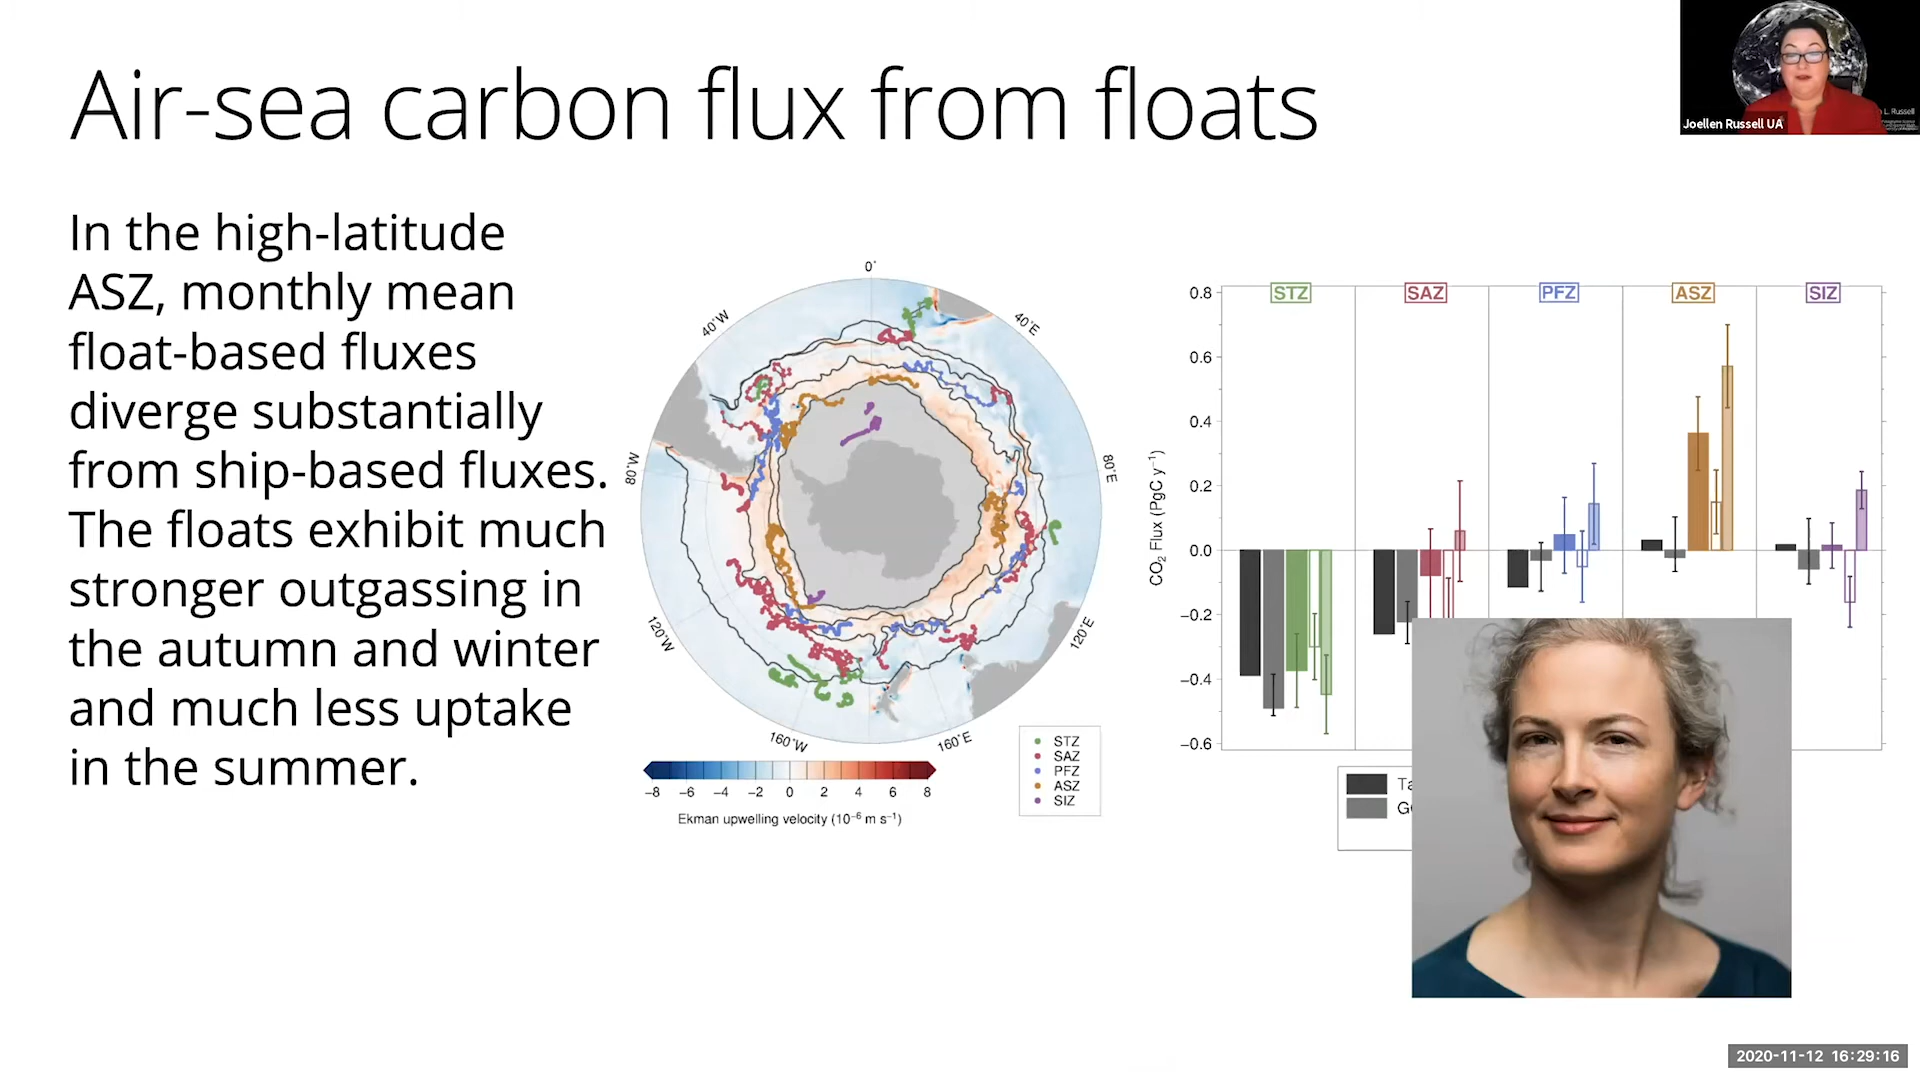 Air-sea carbon flux from floats
In the high-latitude
ASZ, monthly mean
float-based fluxes
diverge substantially
from ship-based fluxes.
The floats exhibit much
stronger outgassing in
the autumn and winter
and much less uptake
in the summer.
0°
40°W
40°E
80°W
80°E
120°W
120°E
160°W
160°E
−8 −6 −4 −2 0 2 4 6 8
Ekman upwelling velocity (10⁻⁶ m s⁻¹)
STZ
SAZ
PFZ
ASZ
SIZ
STZ SAZ PFZ ASZ SIZ
CO₂ Flux (PgC y⁻¹)
0.8
0.6
0.4
0.2
0.0
−0.2
−0.4
−0.6
L. Russell
Joellen Russell UA
2020-11-12 16:29:16